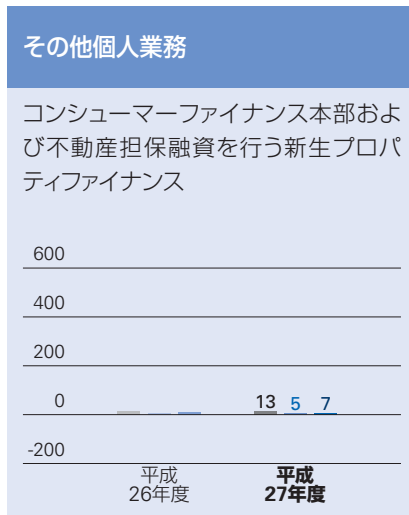 その他個人業務
コンシューマーファイナンス本部およ
び不動産担保融資を行う新生プロパ
ティファイナンス
600
400
200
0
13 5 7
-200
平成
26年度
平成
27年度